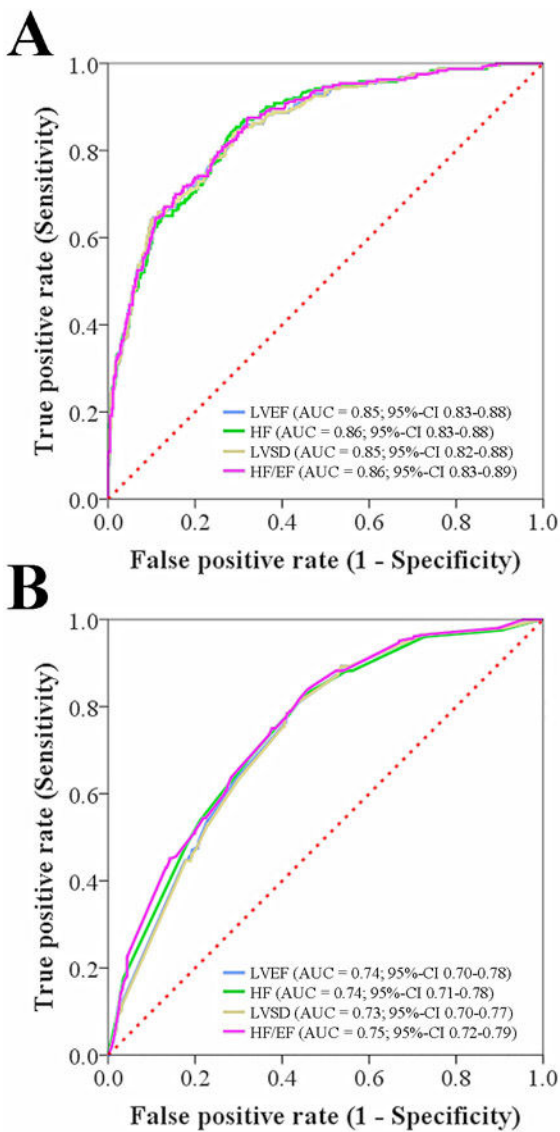 A
1.0
0.8
0.6
0.4
0.2
0.0
True positive rate (Sensitivity)
LVEF (AUC = 0.85; 95%-CI 0.83-0.88)
HF (AUC = 0.86; 95%-CI 0.83-0.88)
LVSD (AUC = 0.85; 95%-CI 0.82-0.88)
HF/EF (AUC = 0.86; 95%-CI 0.83-0.89)
0.0 0.2 0.4 0.6 0.8 1.0
False positive rate (1 - Specificity)
B
1.0
0.8
0.6
0.4
0.2
0.0
True positive rate (Sensitivity)
LVEF (AUC = 0.74; 95%-CI 0.70-0.78)
HF (AUC = 0.74; 95%-CI 0.71-0.78)
LVSD (AUC = 0.73; 95%-CI 0.70-0.77)
HF/EF (AUC = 0.75; 95%-CI 0.72-0.79)
0.0 0.2 0.4 0.6 0.8 1.0
False positive rate (1 - Specificity)